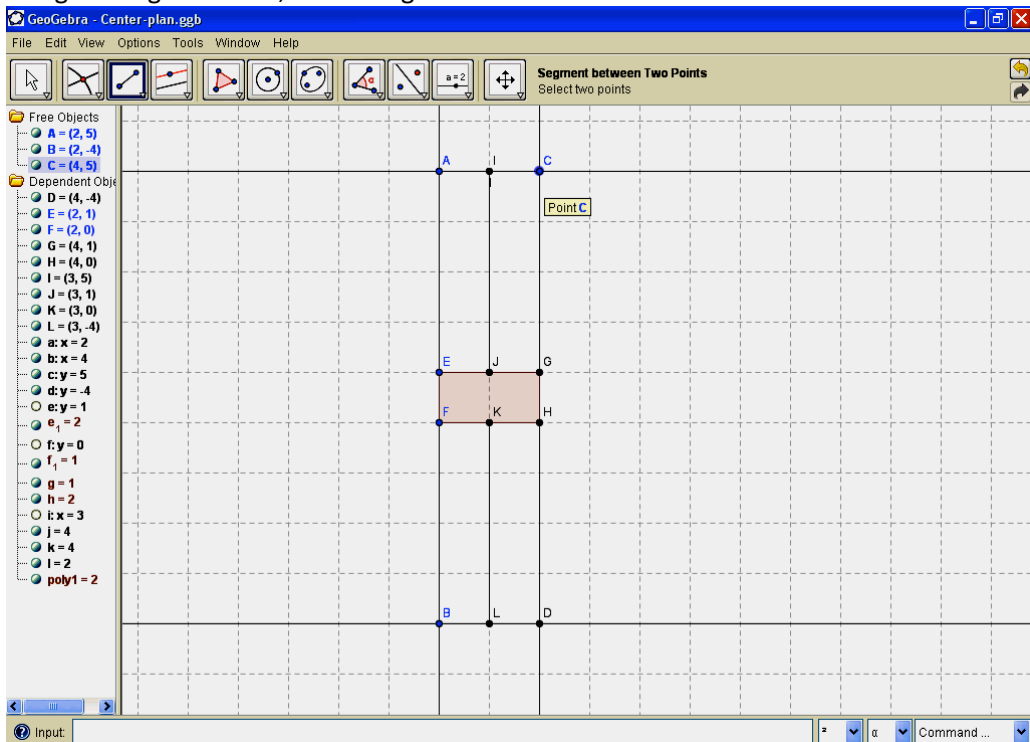 GeoGebra - Center-plan.ggb
File Edit View Options Tools Window Help
a=2
Segment between Two Points
Select two points
Free Objects
A = (2, 5)
B = (2, -4)
C = (4, 5)
Dependent Obje
D = (4, -4)
E = (2, 1)
F = (2, 0)
G = (4, 1)
H = (4, 0)
I = (3, 5)
J = (3, 1)
K = (3, 0)
L = (3, -4)
a: x = 2
b: x = 4
c: y = 5
d: y = -4
e: y = 1
e₁ = 2
f: y = 0
f₁ = 1
g = 1
h = 2
i: x = 3
j = 4
k = 4
l = 2
poly1 = 2
A I C
l
Point C
E J G
F K H
B L D
Input:
²
α
Command ...